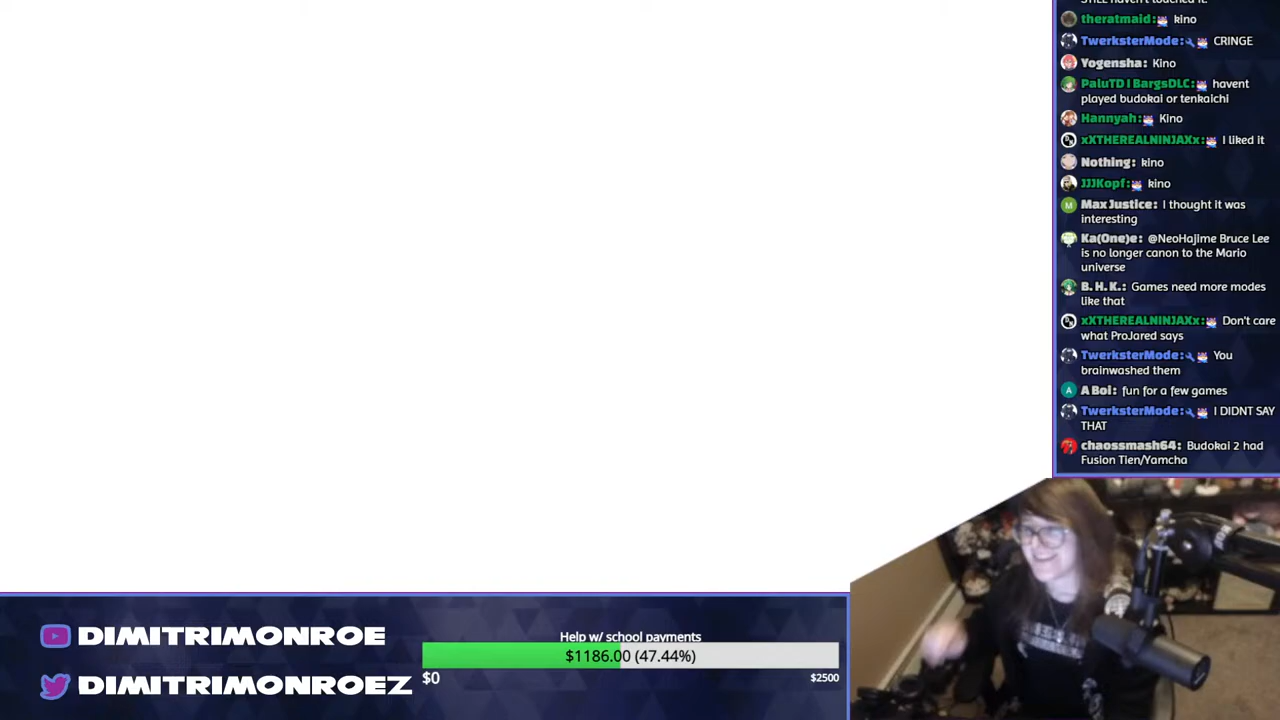 theratmaid: kino
TwerksterMode: CRINGE
Yogensha: Kino
PaluTD | BargsDLC: havent
played budokai or tenkaichi
Hannyah: Kino
xXTHEREALNINJAXx: I liked it
Nothing: kino
JJJKopf: kino
Max Justice: I thought it was
interesting
Ka(One)e: @NeoHajime Bruce Lee
is no longer canon to the Mario
universe
B. H. K.: Games need more modes
like that
xXTHEREALNINJAXx: Don't care
what ProJared says
TwerksterMode: You
brainwashed them
A Boi: fun for a few games
TwerksterMode: I DIDNT SAY
THAT
chaossmash64: Budokai 2 had
Fusion Tien/Yamcha
DIMITRIMONROE
DIMITRIMONROEZ
Help w/ school payments
$1186.00 (47.44%)
$0
$2500